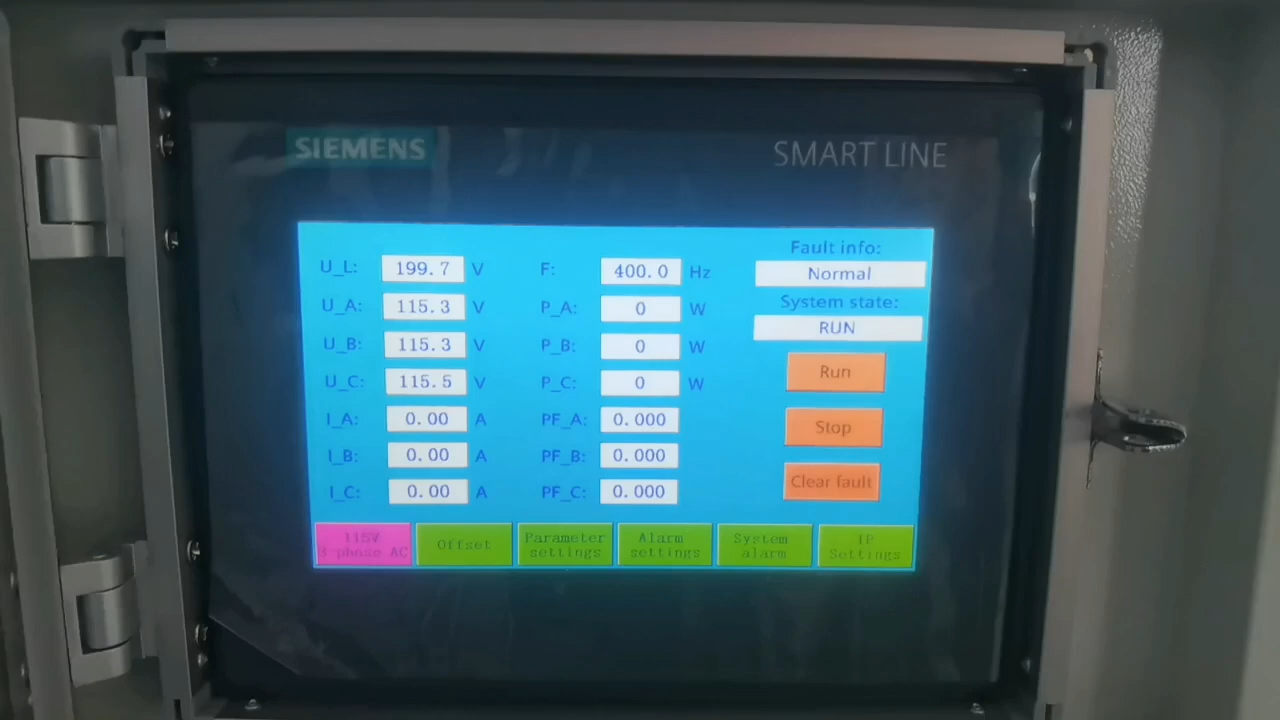 SIEMENS
SMART LINE
U_L: 199.7 V
U_A: 115.3 V
U_B: 115.3 V
U_C: 115.5 V
I_A: 0.00 A
I_B: 0.00 A
I_C: 0.00 A
F: 400.0 Hz
P_A: 0 W
P_B: 0 W
P_C: 0 W
PF_A: 0.000
PF_B: 0.000
PF_C: 0.000
Fault info:
Normal
System state:
RUN
Run
Stop
Clear fault
115V
3-phase AC
Offset
Parameter
settings
Alarm
settings
System
alarm
IP
Settings